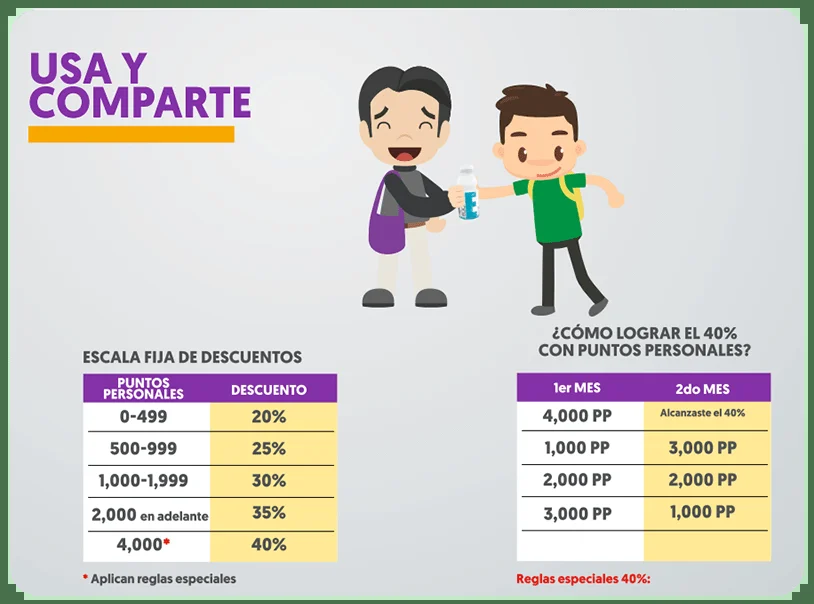 USA Y
COMPARTE
E
ESCALA FIJA DE DESCUENTOS
PUNTOS
PERSONALES
DESCUENTO
0-499 20%
500-999 25%
1,000-1,999 30%
2,000 en adelante 35%
4,000* 40%
* Aplican reglas especiales
¿CÓMO LOGRAR EL 40%
CON PUNTOS PERSONALES?
1er MES 2do MES
4,000 PP Alcanzaste el 40%
1,000 PP 3,000 PP
2,000 PP 2,000 PP
3,000 PP 1,000 PP
Reglas especiales 40%: